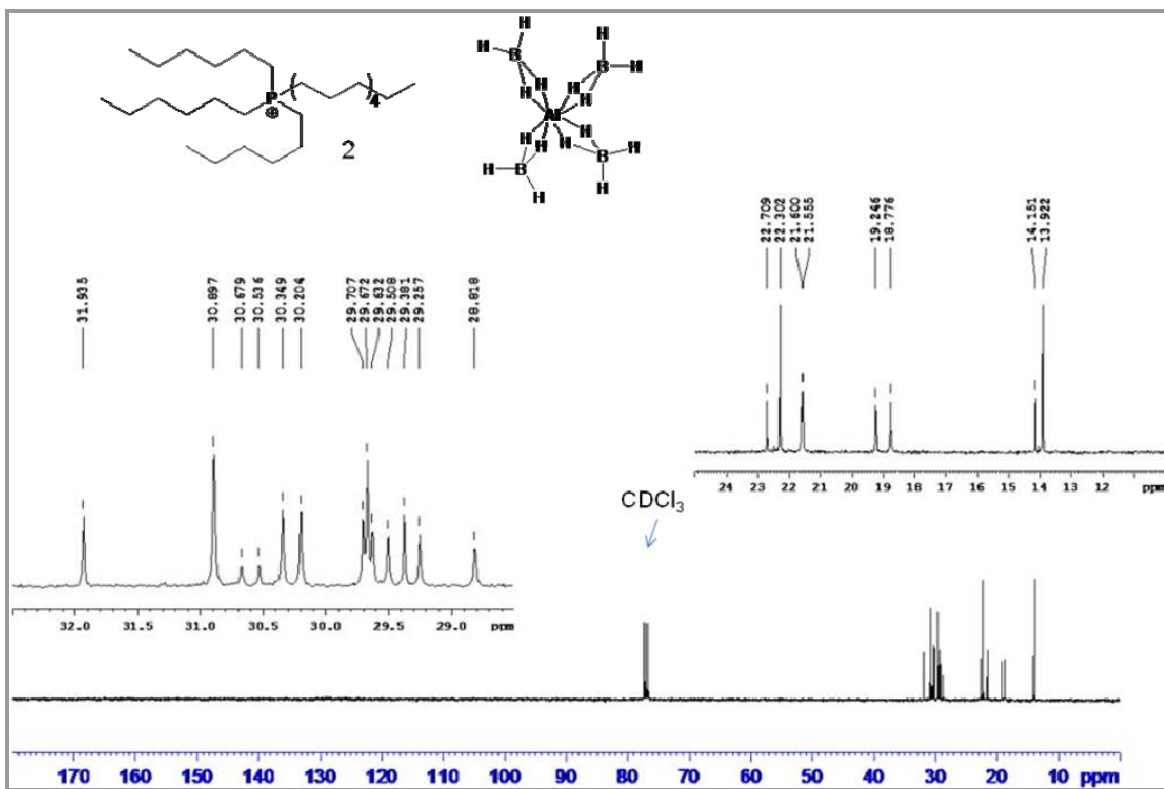 H
H B
H H
P
⊕
4
2
H H
B H
H H
Al
H H
H H
H B
H
H H
B H
H
22.709
22.302
21.600
21.555
19.246
18.776
14.151
13.922
31.935
30.897
30.679
30.536
30.349
30.204
29.707
29.672
29.632
29.508
29.381
29.257
28.818
24 23 22 21 20 19 18 17 16 15 14 13 12 ppm
CDCl3
32.0 31.5 31.0 30.5 30.0 29.5 29.0 ppm
170 160 150 140 130 120 110 100 90 80 70 60 50 40 30 20 10 ppm